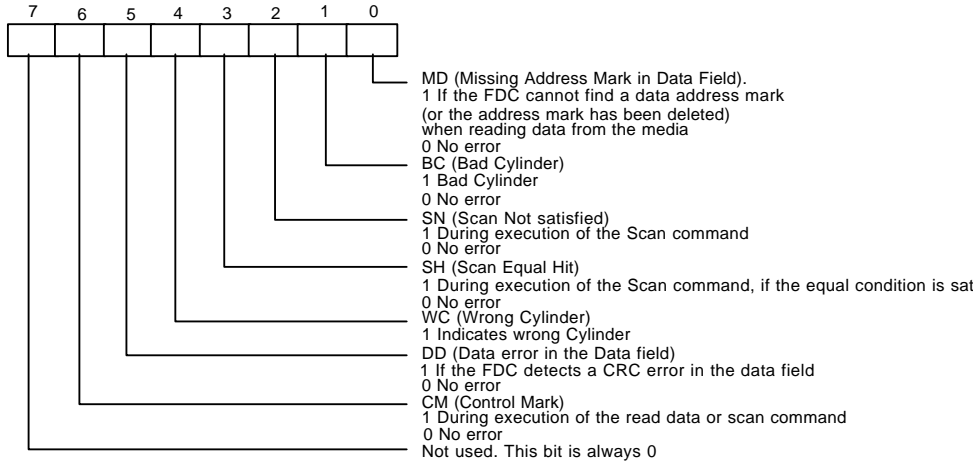 7 6 5 4 3 2 1 0
MD (Missing Address Mark in Data Field).
1 If the FDC cannot find a data address mark
(or the address mark has been deleted)
when reading data from the media
0 No error
BC (Bad Cylinder)
1 Bad Cylinder
0 No error
SN (Scan Not satisfied)
1 During execution of the Scan command
0 No error
SH (Scan Equal Hit)
1 During execution of the Scan command, if the equal condition is sat
0 No error
WC (Wrong Cylinder)
1 Indicates wrong Cylinder
DD (Data error in the Data field)
1 If the FDC detects a CRC error in the data field
0 No error
CM (Control Mark)
1 During execution of the read data or scan command
0 No error
Not used. This bit is always 0